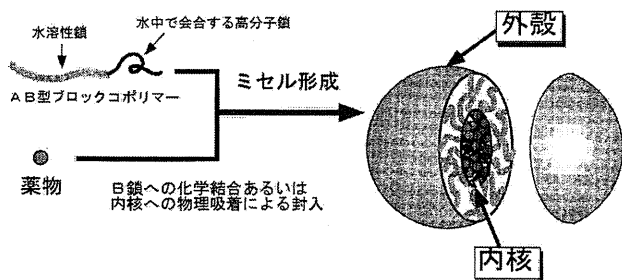 水溶性鎖
水中で会合する高分子鎖
AB型ブロックコポリマー
薬物
ミセル形成
B鎖への化学結合あるいは
内核への物理吸着による封入
外殻
内核